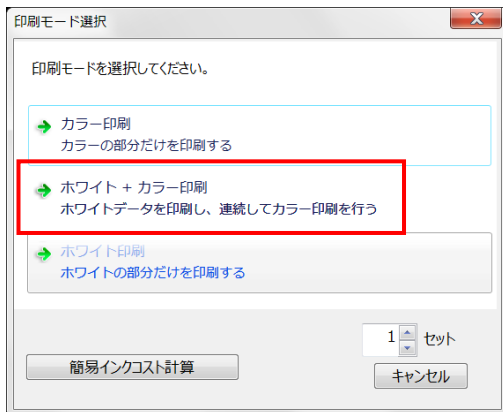 印刷モード選択
印刷モードを選択してください。
カラー印刷
カラーの部分だけを印刷する
ホワイト + カラー印刷
ホワイトデータを印刷し、連続してカラー印刷を行う
ホワイト印刷
ホワイトの部分だけを印刷する
1 セット
簡易インクコスト計算
キャンセル